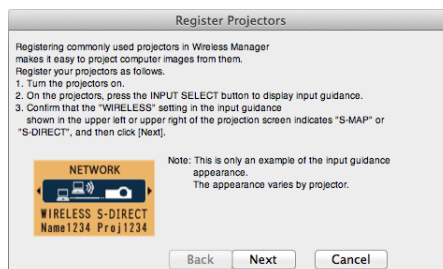 Register Projectors
Registering commonly used projectors in Wireless Manager
makes it easy to project computer images from them.
Register your projectors as follows.
1. Turn the projectors on.
2. On the projectors, press the INPUT SELECT button to display input guidance.
3. Confirm that the "WIRELESS" setting in the input guidance
shown in the upper left or upper right of the projection screen indicates "S-MAP" or
"S-DIRECT", and then click [Next].
NETWORK
WIRELESS S-DIRECT
Name1234 Proj1234
Note: This is only an example of the input guidance
appearance.
The appearance varies by projector.
Back Next Cancel